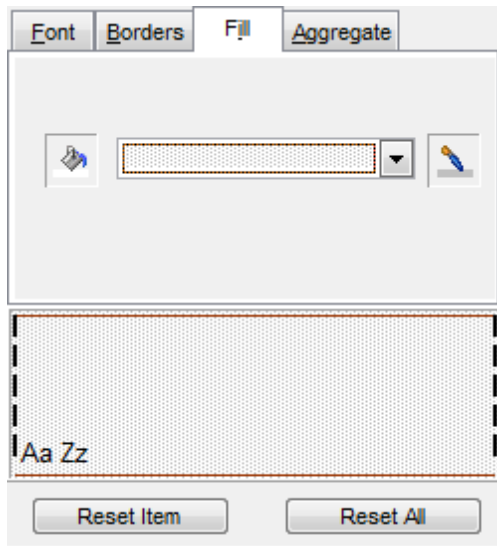 Font Borders Fill Aggregate
Aa Zz
Reset Item Reset All